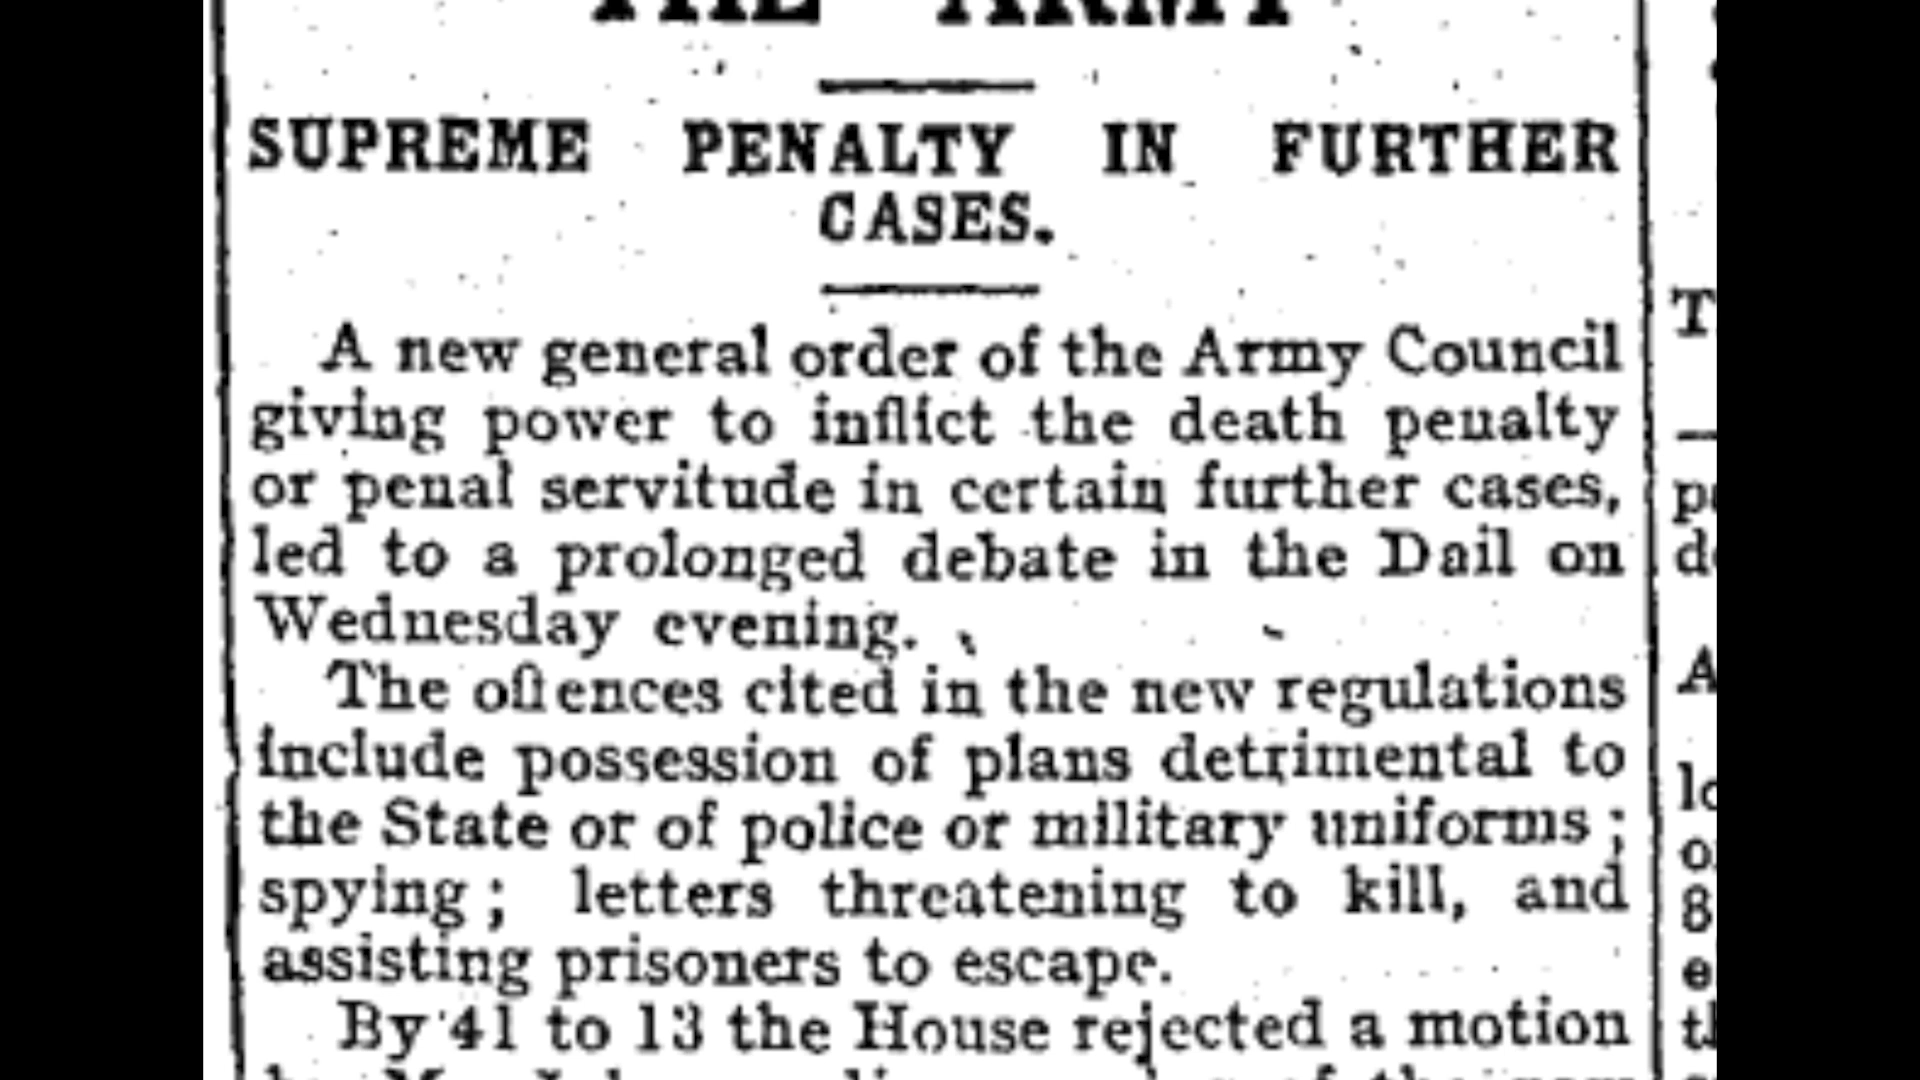 THE ARMY
SUPREME PENALTY IN FURTHER
CASES.
A new general order of the Army Council
giving power to inflict the death penalty
or penal servitude in certain further cases,
led to a prolonged debate in the Dail on
Wednesday evening.
The offences cited in the new regulations
include possession of plans detrimental to
the State or of police or military uniforms;
spying; letters threatening to kill, and
assisting prisoners to escape.
By 41 to 13 the House rejected a motion